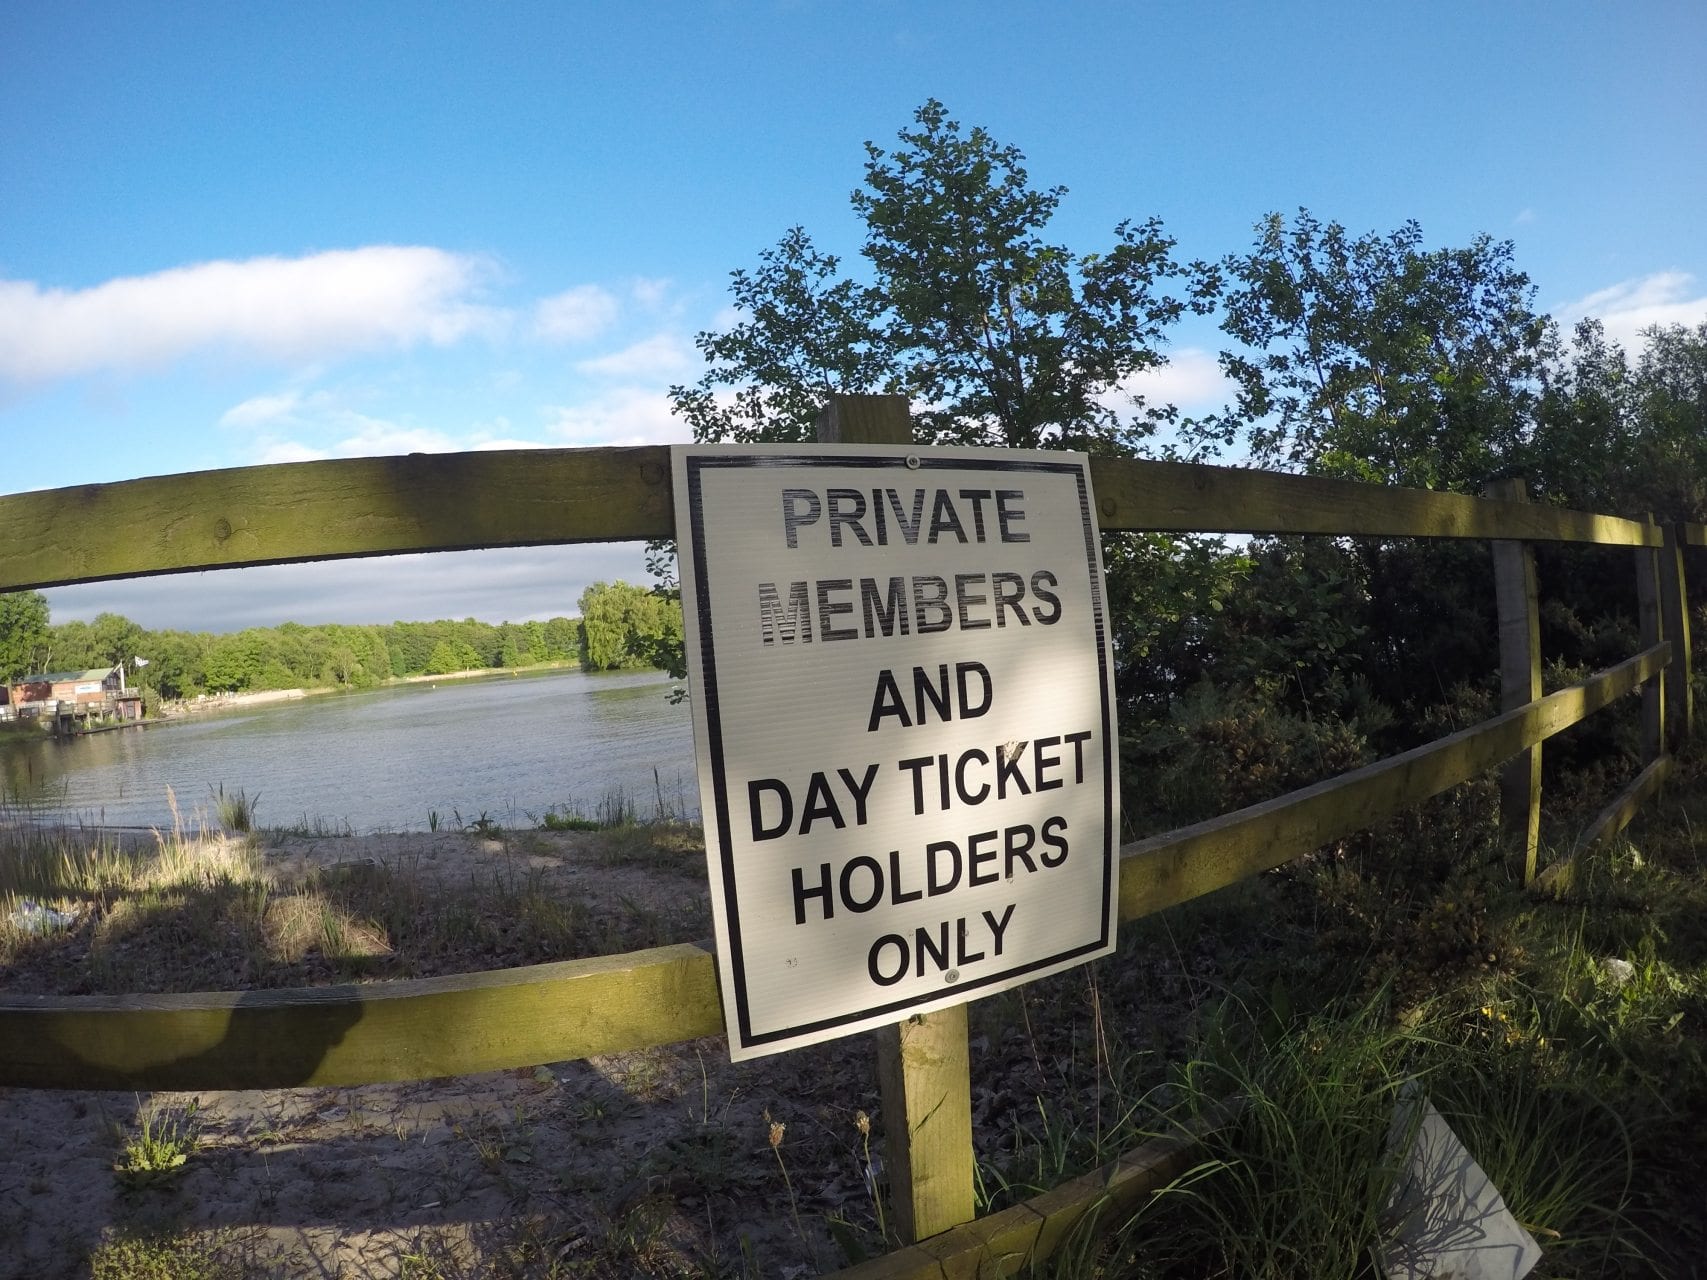 PRIVATE
MEMBERS
AND
DAY TICKET
HOLDERS
ONLY